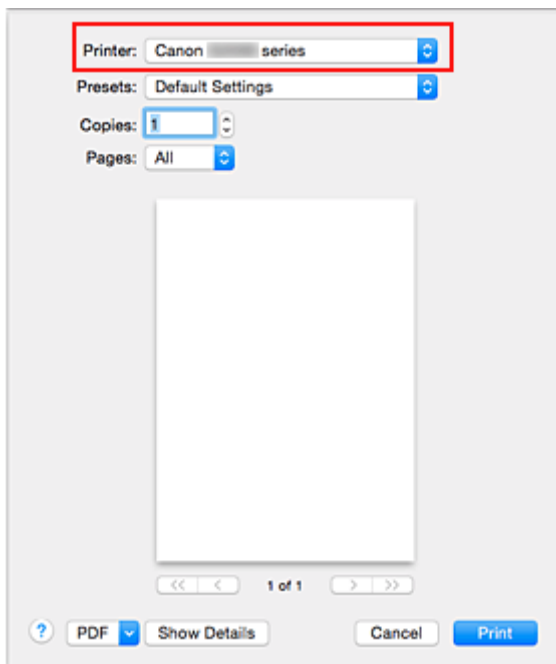 Printer: Canon series
Presets: Default Settings
Copies: 1
Pages: All
<< < 1 of 1 > >>
? PDF Show Details Cancel Print